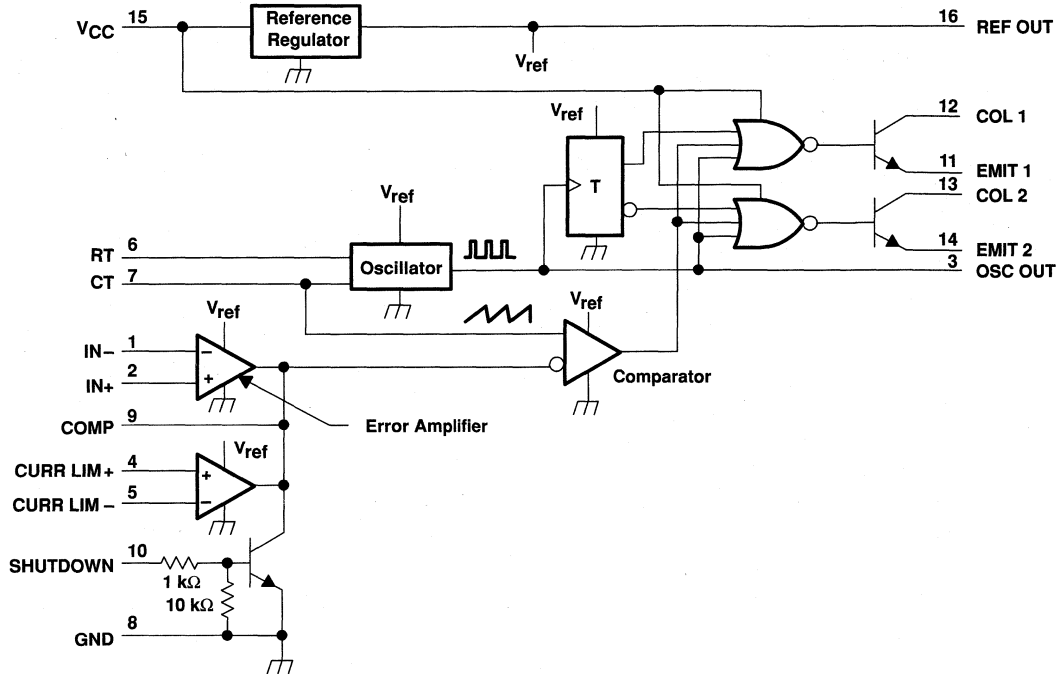 VCC 15
Reference
Regulator
16 REF OUT
Vref
Vref
12 COL 1
11 EMIT 1
13 COL 2
T
14 EMIT 2
3 OSC OUT
Vref
RT 6
Oscillator
CT 7
Vref
Vref
IN− 1
−
IN+ 2
+
Comparator
COMP 9
Error Amplifier
Vref
CURR LIM+ 4
+
CURR LIM − 5
−
SHUTDOWN 10
1 kΩ
10 kΩ
GND 8